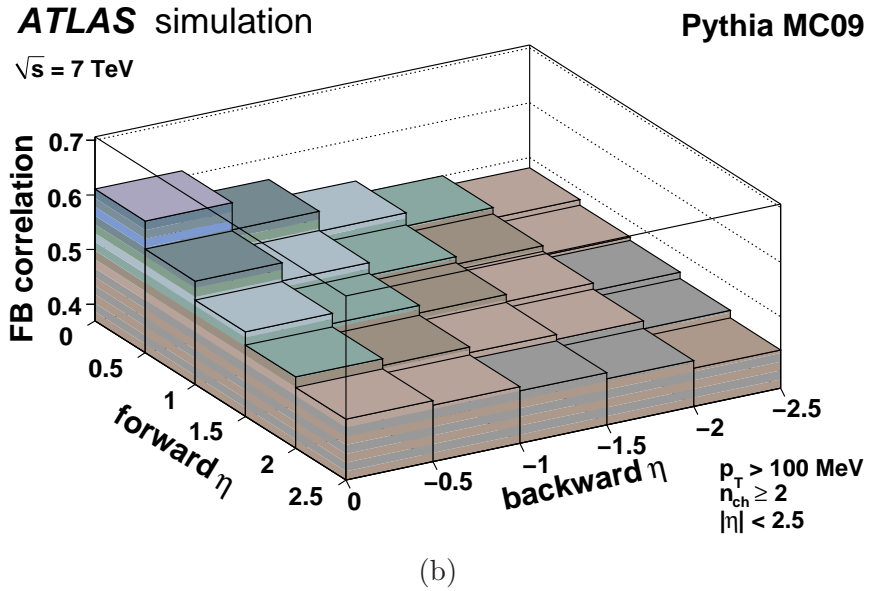 ATLAS simulation
Pythia MC09
√s = 7 TeV
FB correlation
0.7
0.6
0.5
0.4
0
0.5
1
1.5
2
2.5
forward η
0
−0.5
−1
−1.5
−2
−2.5
backward η
pT > 100 MeV
nch ≥ 2
|η| < 2.5
(b)